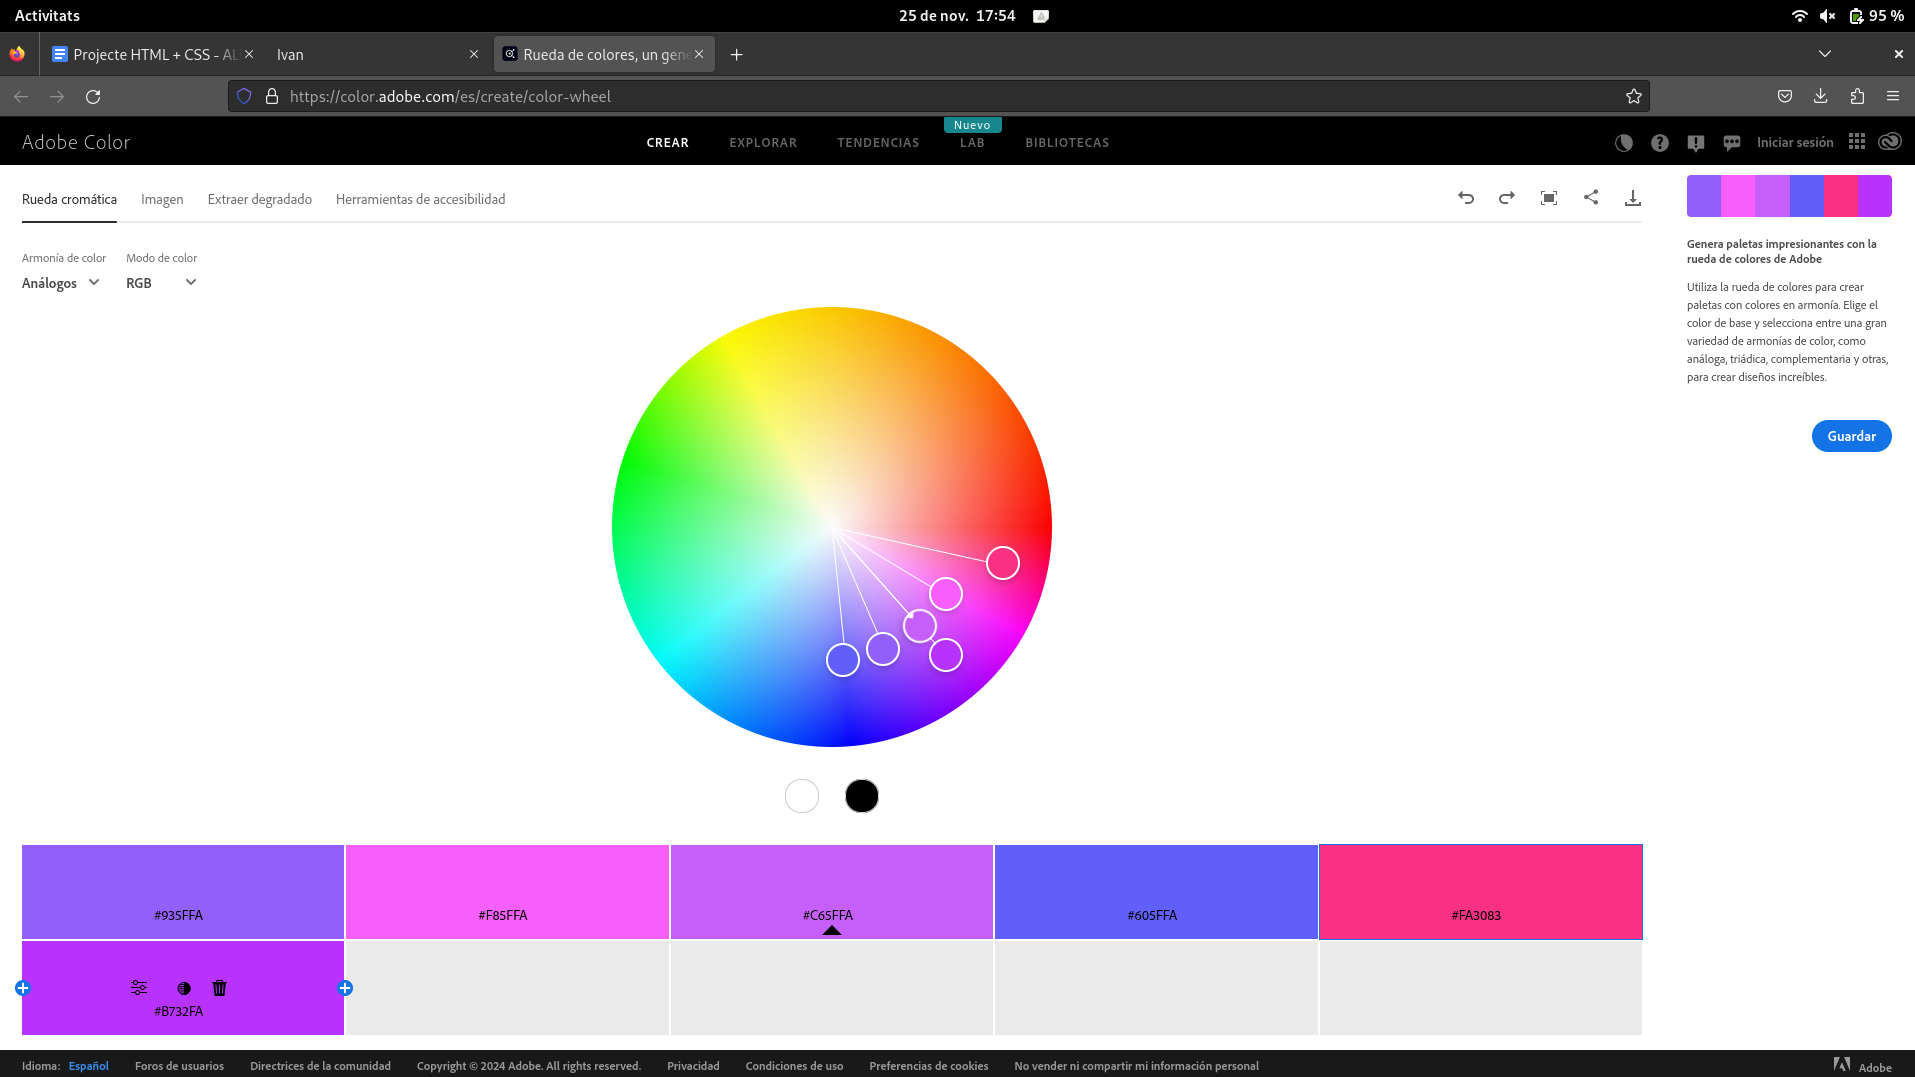 Activitats
25 de nov. 17:54
95 %
Projecte HTML + CSS - AL
Ivan
Rueda de colores, un gene
https://color.adobe.com/es/create/color-wheel
Adobe Color
CREAR
EXPLORAR
TENDENCIAS
Nuevo
LAB
BIBLIOTECAS
Iniciar sesión
Rueda cromática
Imagen
Extraer degradado
Herramientas de accesibilidad
Armonía de color
Modo de color
Análogos
RGB
Genera paletas impresionantes con la
rueda de colores de Adobe
Utiliza la rueda de colores para crear
paletas con colores en armonía. Elige el
color de base y selecciona entre una gran
variedad de armonías de color, como
análoga, triádica, complementaria y otras,
para crear diseños increíbles.
Guardar
#935FFA
#F85FFA
#C65FFA
#605FFA
#FA3083
#B732FA
Idioma: Español
Foros de usuarios
Directrices de la comunidad
Copyright © 2024 Adobe. All rights reserved.
Privacidad
Condiciones de uso
Preferencias de cookies
No vender ni compartir mi información personal
Adobe